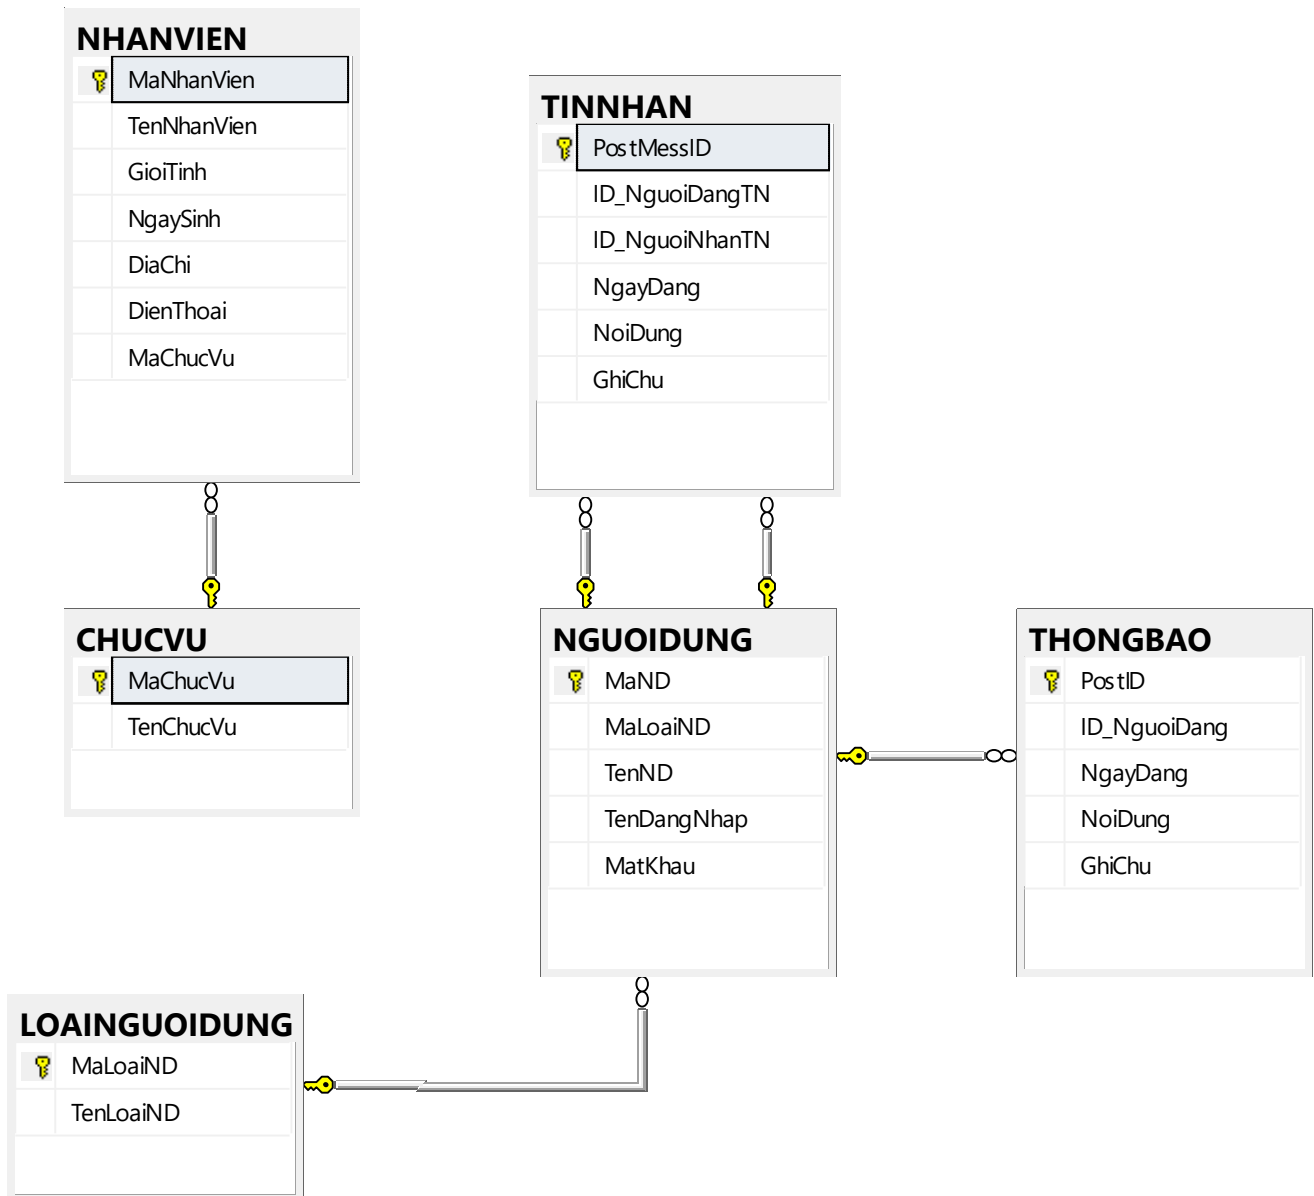 NHANVIEN
MaNhanVien
TenNhanVien
GioiTinh
NgaySinh
DiaChi
DienThoai
MaChucVu
TINNHAN
PostMessID
ID_NguoiDangTN
ID_NguoiNhanTN
NgayDang
NoiDung
GhiChu
CHUCVU
MaChucVu
TenChucVu
NGUOIDUNG
MaND
MaLoaiND
TenND
TenDangNhap
MatKhau
THONGBAO
PostID
ID_NguoiDang
NgayDang
NoiDung
GhiChu
LOAINGUOIDUNG
MaLoaiND
TenLoaiND